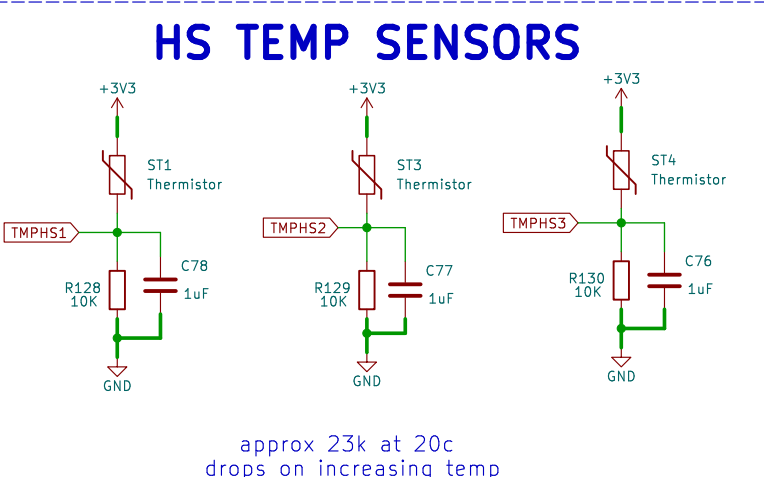 HS TEMP SENSORS
+3V3
+3V3
+3V3
ST1
Thermistor
ST3
Thermistor
ST4
Thermistor
TMPHS1
TMPHS2
TMPHS3
R128
10K
C78
1uF
R129
10K
C77
1uF
R130
10K
C76
1uF
GND
GND
GND
approx 23k at 20c
drops on increasing temp